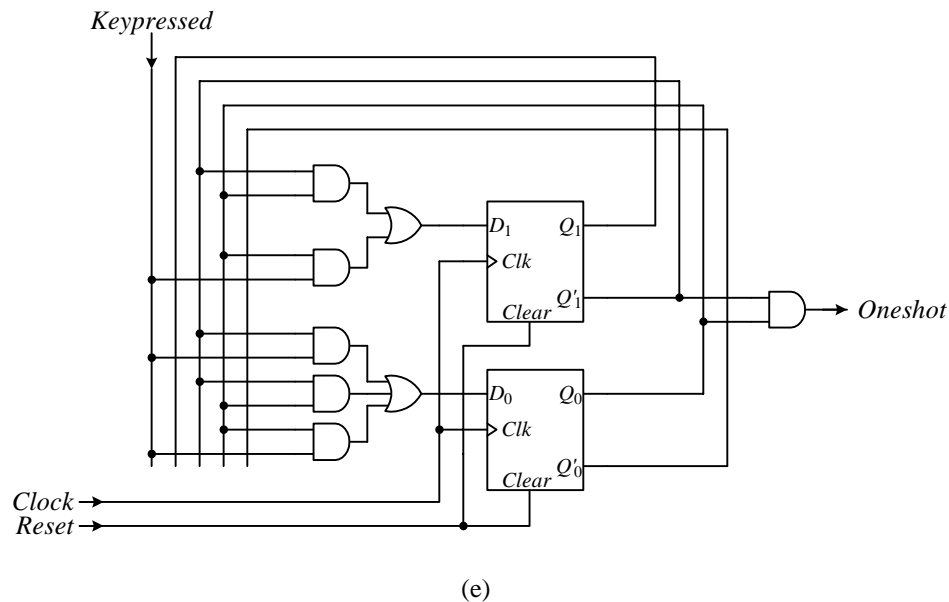 Keypressed
D1
Q1
Clk
Q'1
Clear
Oneshot
D0
Q0
Clk
Q'0
Clear
Clock
Reset
(e)